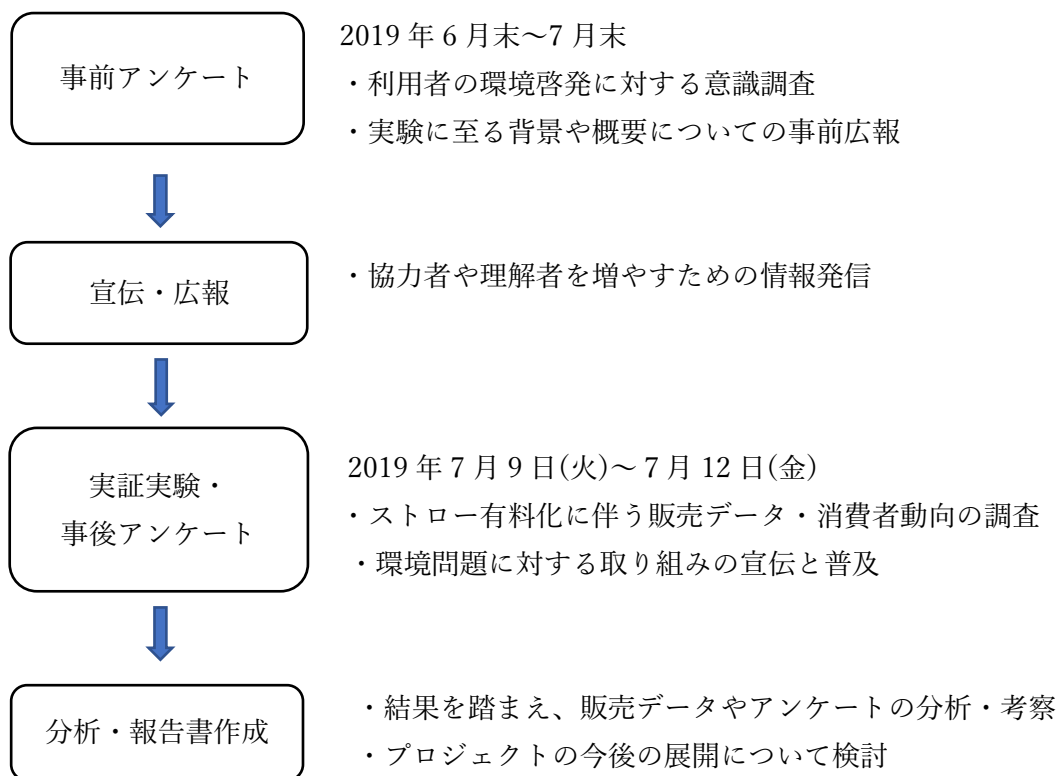 事前アンケート
2019 年 6 月末～7 月末
・利用者の環境啓発に対する意識調査
・実験に至る背景や概要についての事前広報
宣伝・広報
・協力者や理解者を増やすための情報発信
実証実験・
事後アンケート
2019 年 7 月 9 日(火)～ 7 月 12 日(金)
・ストロー有料化に伴う販売データ・消費者動向の調査
・環境問題に対する取り組みの宣伝と普及
分析・報告書作成
・結果を踏まえ、販売データやアンケートの分析・考察
・プロジェクトの今後の展開について検討